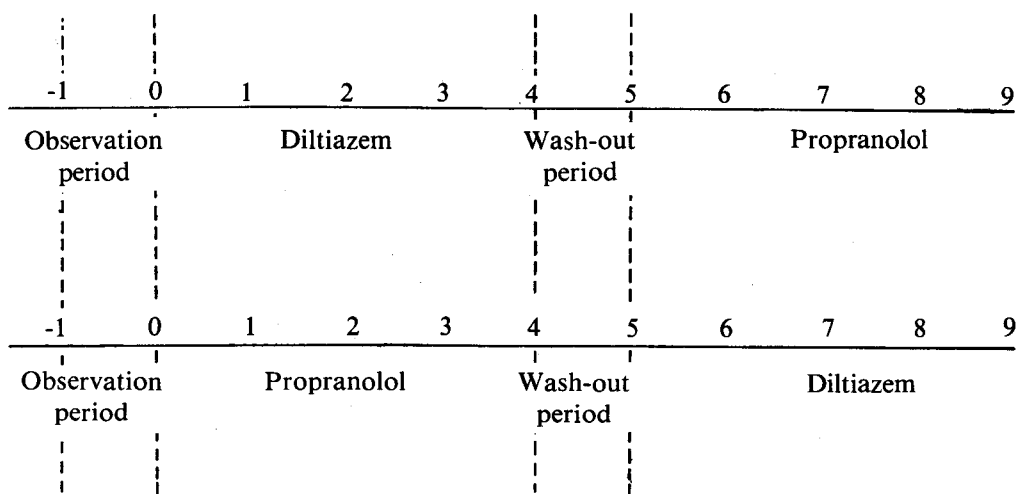 -1 0 1 2 3 4 5 6 7 8 9
Observation Diltiazem Wash-out Propranolol
period period
-1 0 1 2 3 4 5 6 7 8 9
Observation Propranolol Wash-out Diltiazem
period period